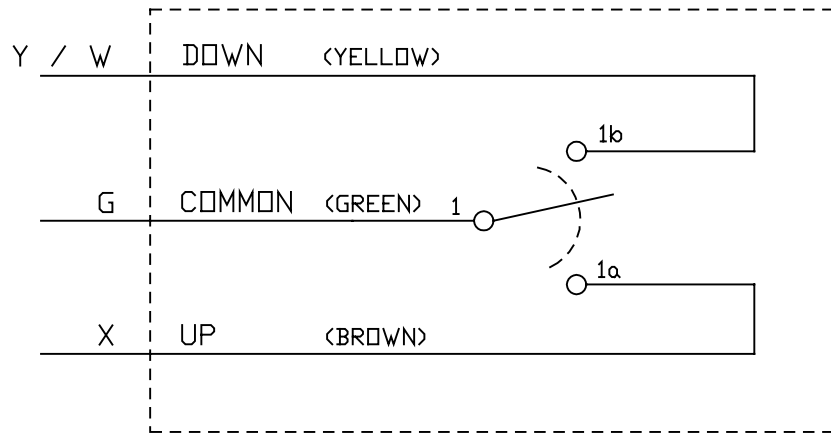 Y / W DOWN (YELLOW)
1b
G COMMON (GREEN) 1
1a
X UP (BROWN)